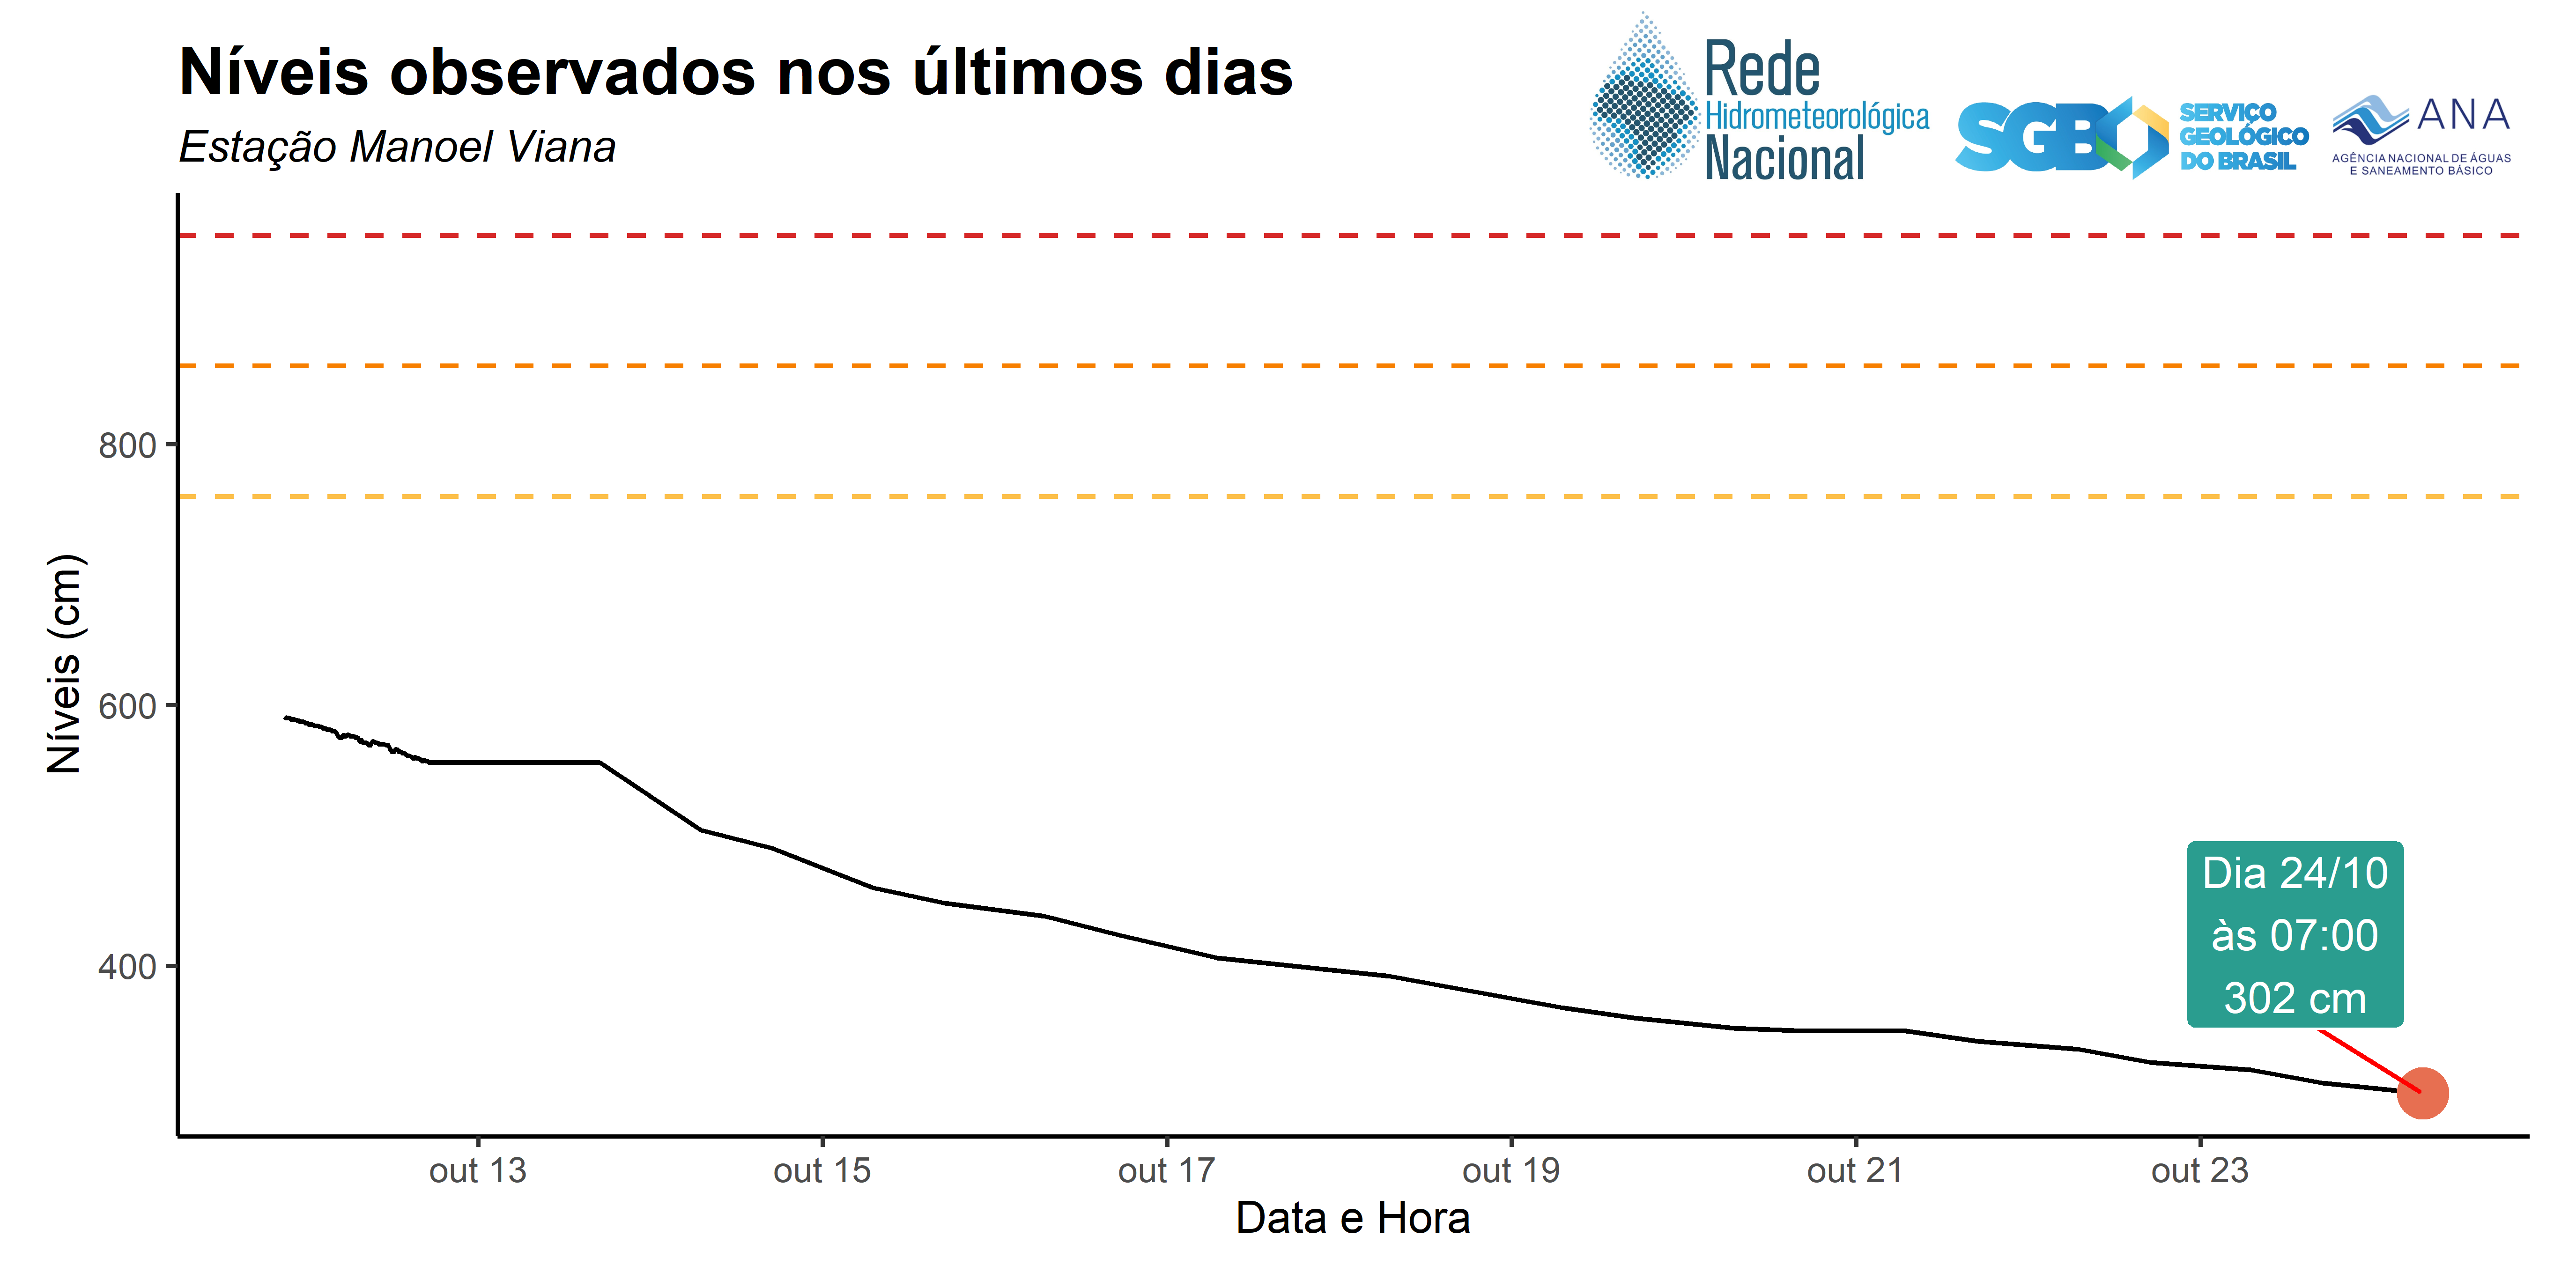 Níveis observados nos últimos dias
Estação Manoel Viana
Rede
Hidrometeorológica
Nacional
SGB
SERVIÇO
GEOLÓGICO
DO BRASIL
ANA
AGÊNCIA NACIONAL DE ÁGUAS
E SANEAMENTO BÁSICO
Níveis (cm)
800
600
400
Dia 24/10
às 07:00
302 cm
out 13
out 15
out 17
out 19
out 21
out 23
Data e Hora